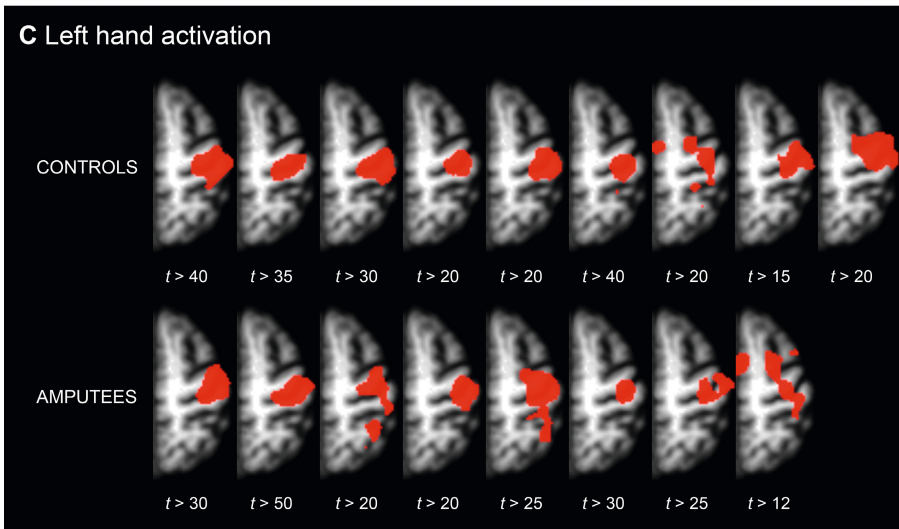 C Left hand activation
CONTROLS
t > 40 t > 35 t > 30 t > 20 t > 20 t > 40 t > 20 t > 15 t > 20
AMPUTEES
t > 30 t > 50 t > 20 t > 20 t > 25 t > 30 t > 25 t > 12